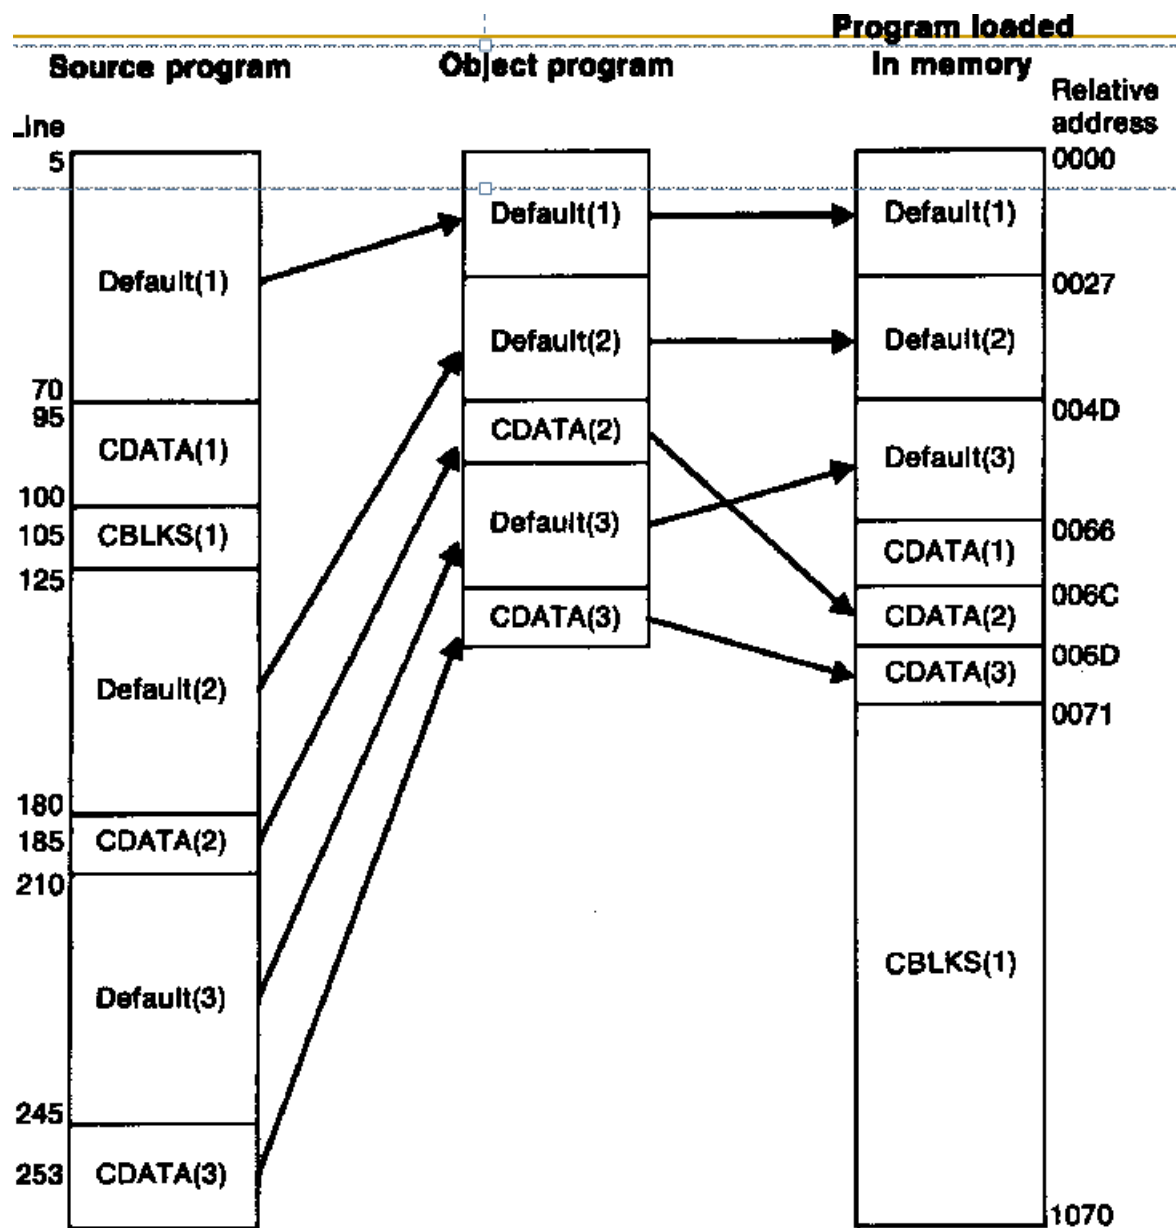 Program loaded
Source program
Object program
In memory
Relative
address
Line
5
Default(1)
70
95
CDATA(1)
100
105
CBLKS(1)
125
Default(2)
180
185
CDATA(2)
210
Default(3)
245
253
CDATA(3)
Default(1)
Default(2)
CDATA(2)
Default(3)
CDATA(3)
0000
Default(1)
0027
Default(2)
004D
Default(3)
0066
CDATA(1)
006C
CDATA(2)
006D
CDATA(3)
0071
CBLKS(1)
1070